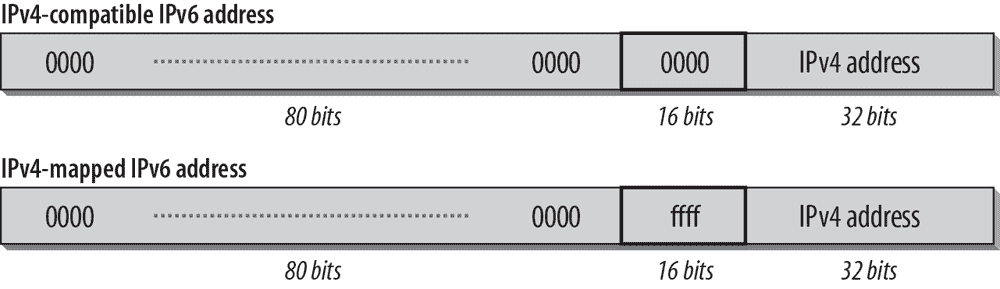 IPv4-compatible IPv6 address
0000 0000 0000 IPv4 address
80 bits 16 bits 32 bits
IPv4-mapped IPv6 address
0000 0000 ffff IPv4 address
80 bits 16 bits 32 bits